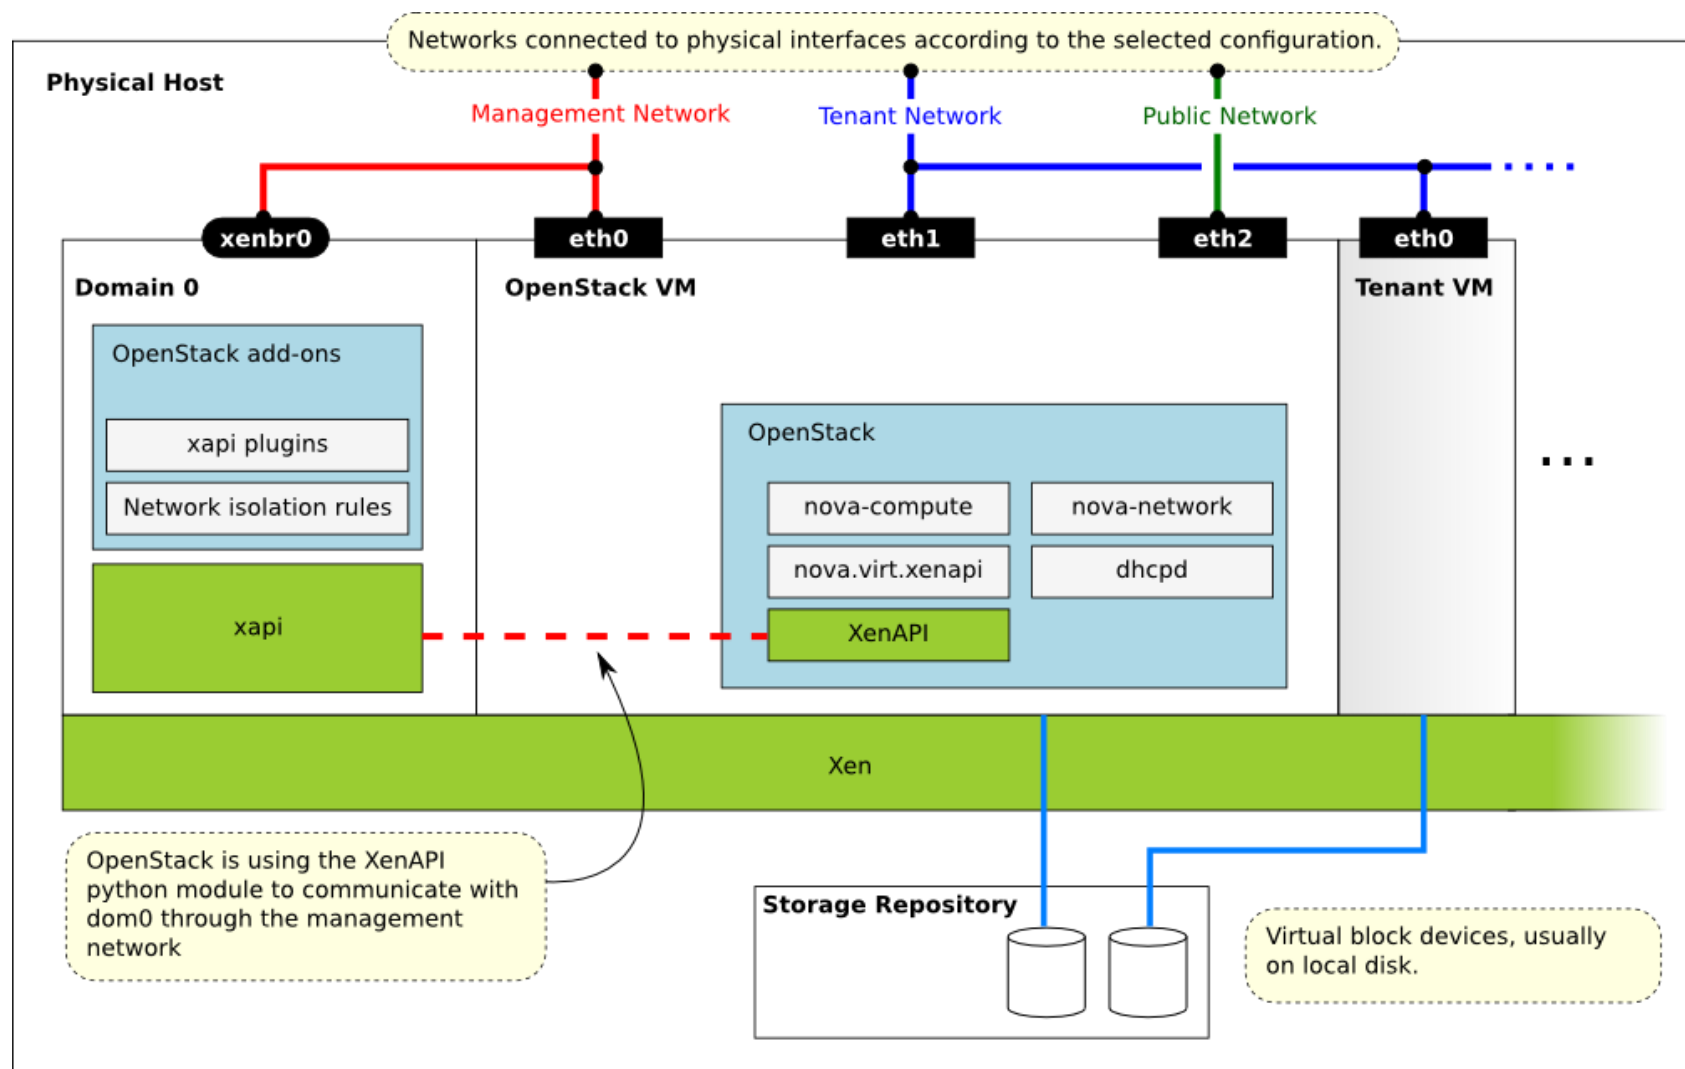 Networks connected to physical interfaces according to the selected configuration.
Physical Host
Management Network
Tenant Network
Public Network
xenbr0
eth0
eth1
eth2
eth0
Domain 0
OpenStack VM
Tenant VM
OpenStack add-ons
xapi plugins
Network isolation rules
xapi
OpenStack
nova-compute
nova-network
nova.virt.xenapi
dhcpd
XenAPI
...
Xen
OpenStack is using the XenAPI
python module to communicate with
dom0 through the management
network
Storage Repository
Virtual block devices, usually
on local disk.